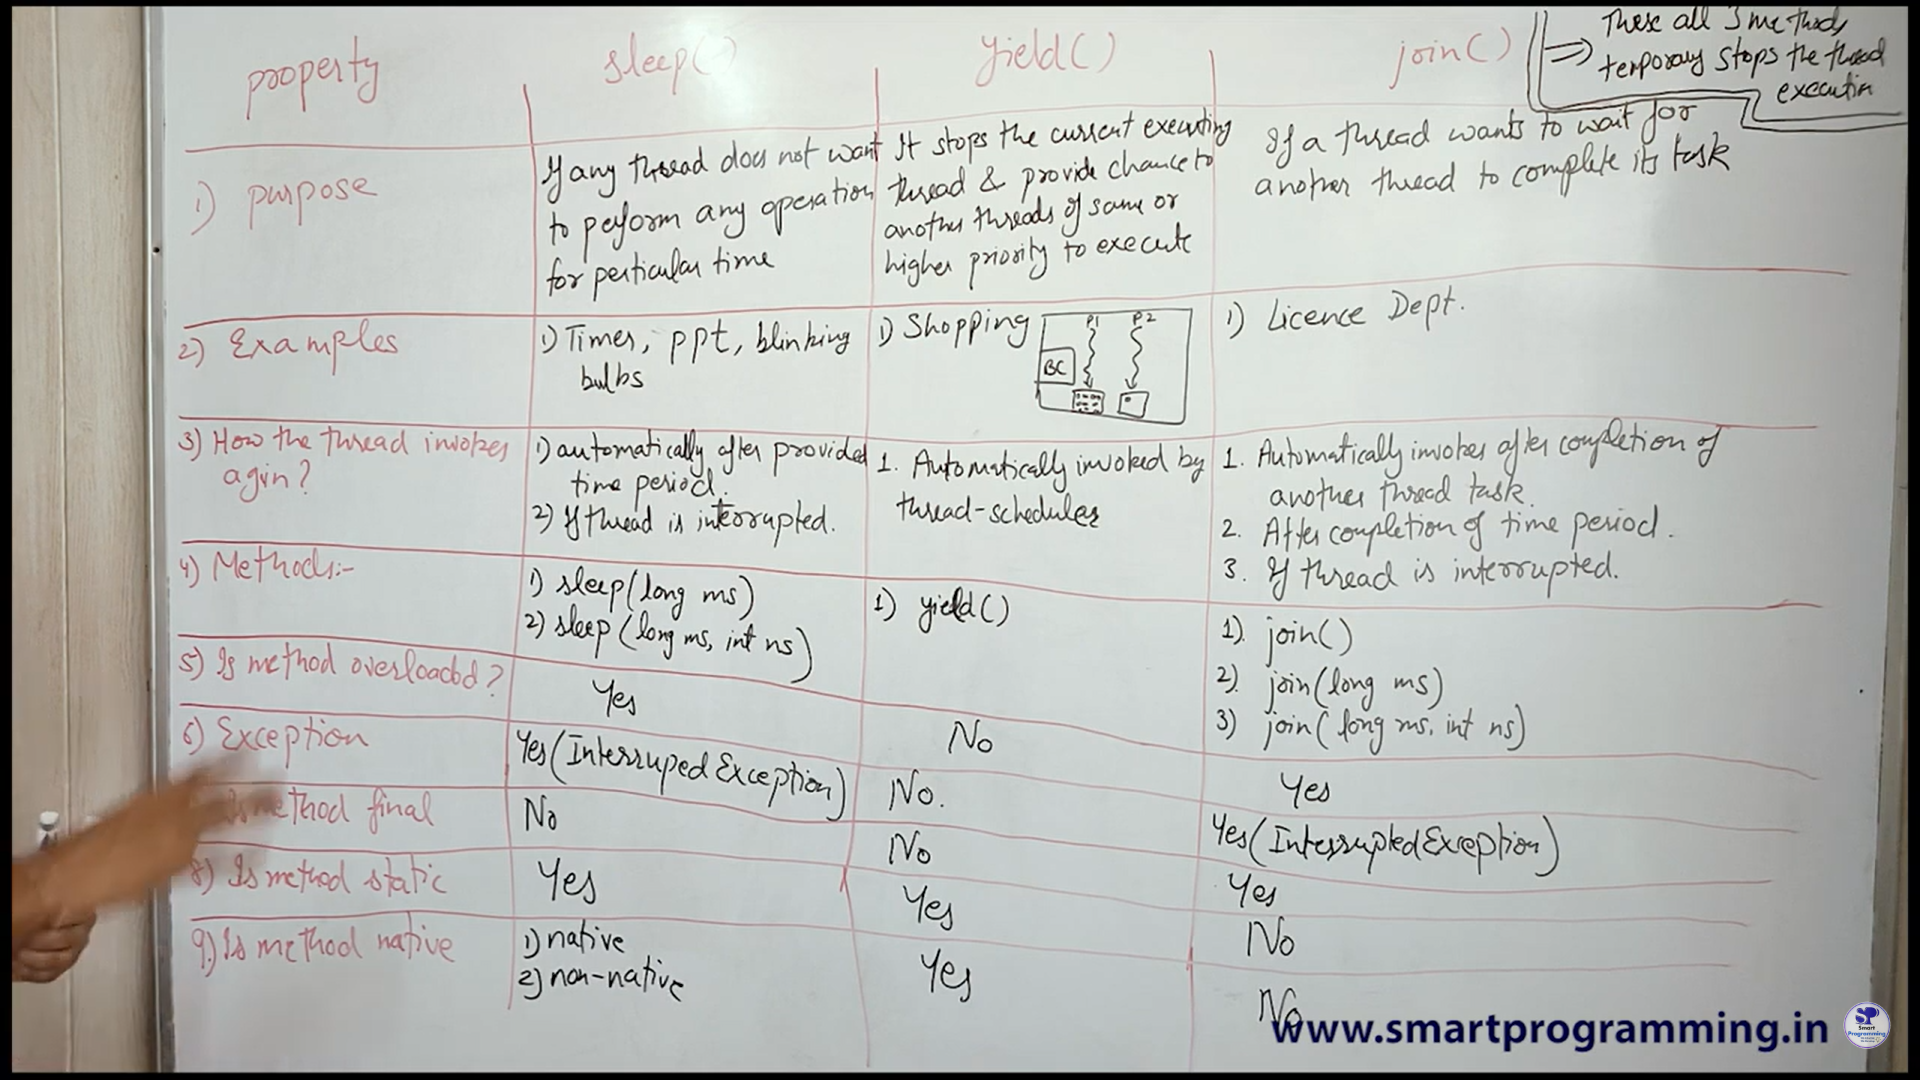 property
sleep()
yield()
join()
These all 3 methods
temporary stops the thread
execution
1) purpose
If any thread does not want
to perform any operation
for perticular time
It stops the current executing
thread & provide chance to
another threads of same or
higher priority to execute
If a thread wants to wait for
another thread to complete its task
2) Examples
1) Timer, ppt, blinking
bulbs
1) Shopping
P1 P2
BC
1) Licence Dept.
3) How the thread invokes
agin?
1) automatically after provided
time period.
2) If thread is interrupted.
1. Automatically invoked by
thread-scheduler
1. Automatically invokes after completion of
another thread task.
2. After completion of time period.
3. If thread is interrupted.
4) Methods:-
1) sleep(long ms)
2) sleep(long ms, int ns)
1) yield()
1). join()
2). join(long ms)
3) join( long ms, int ns)
5) Is method overloaded?
Yes
No
Yes
6) Exception
Yes(Interruped Exception)
No.
Yes(InterruptedException)
Is method final
No
No
Yes
8) Is method static
Yes
Yes
No
9.) Is method native
1) native
2) non-native
Yes
No
www.smartprogramming.in
SP
Smart
Programming